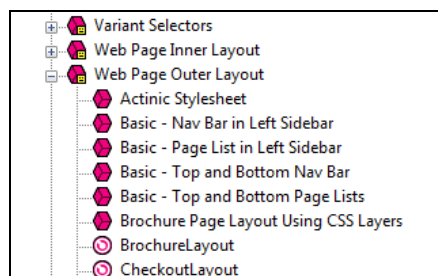 Variant Selectors
Web Page Inner Layout
Web Page Outer Layout
Actinic Stylesheet
Basic - Nav Bar in Left Sidebar
Basic - Page List in Left Sidebar
Basic - Top and Bottom Nav Bar
Basic - Top and Bottom Page Lists
Brochure Page Layout Using CSS Layers
BrochureLayout
CheckoutLayout